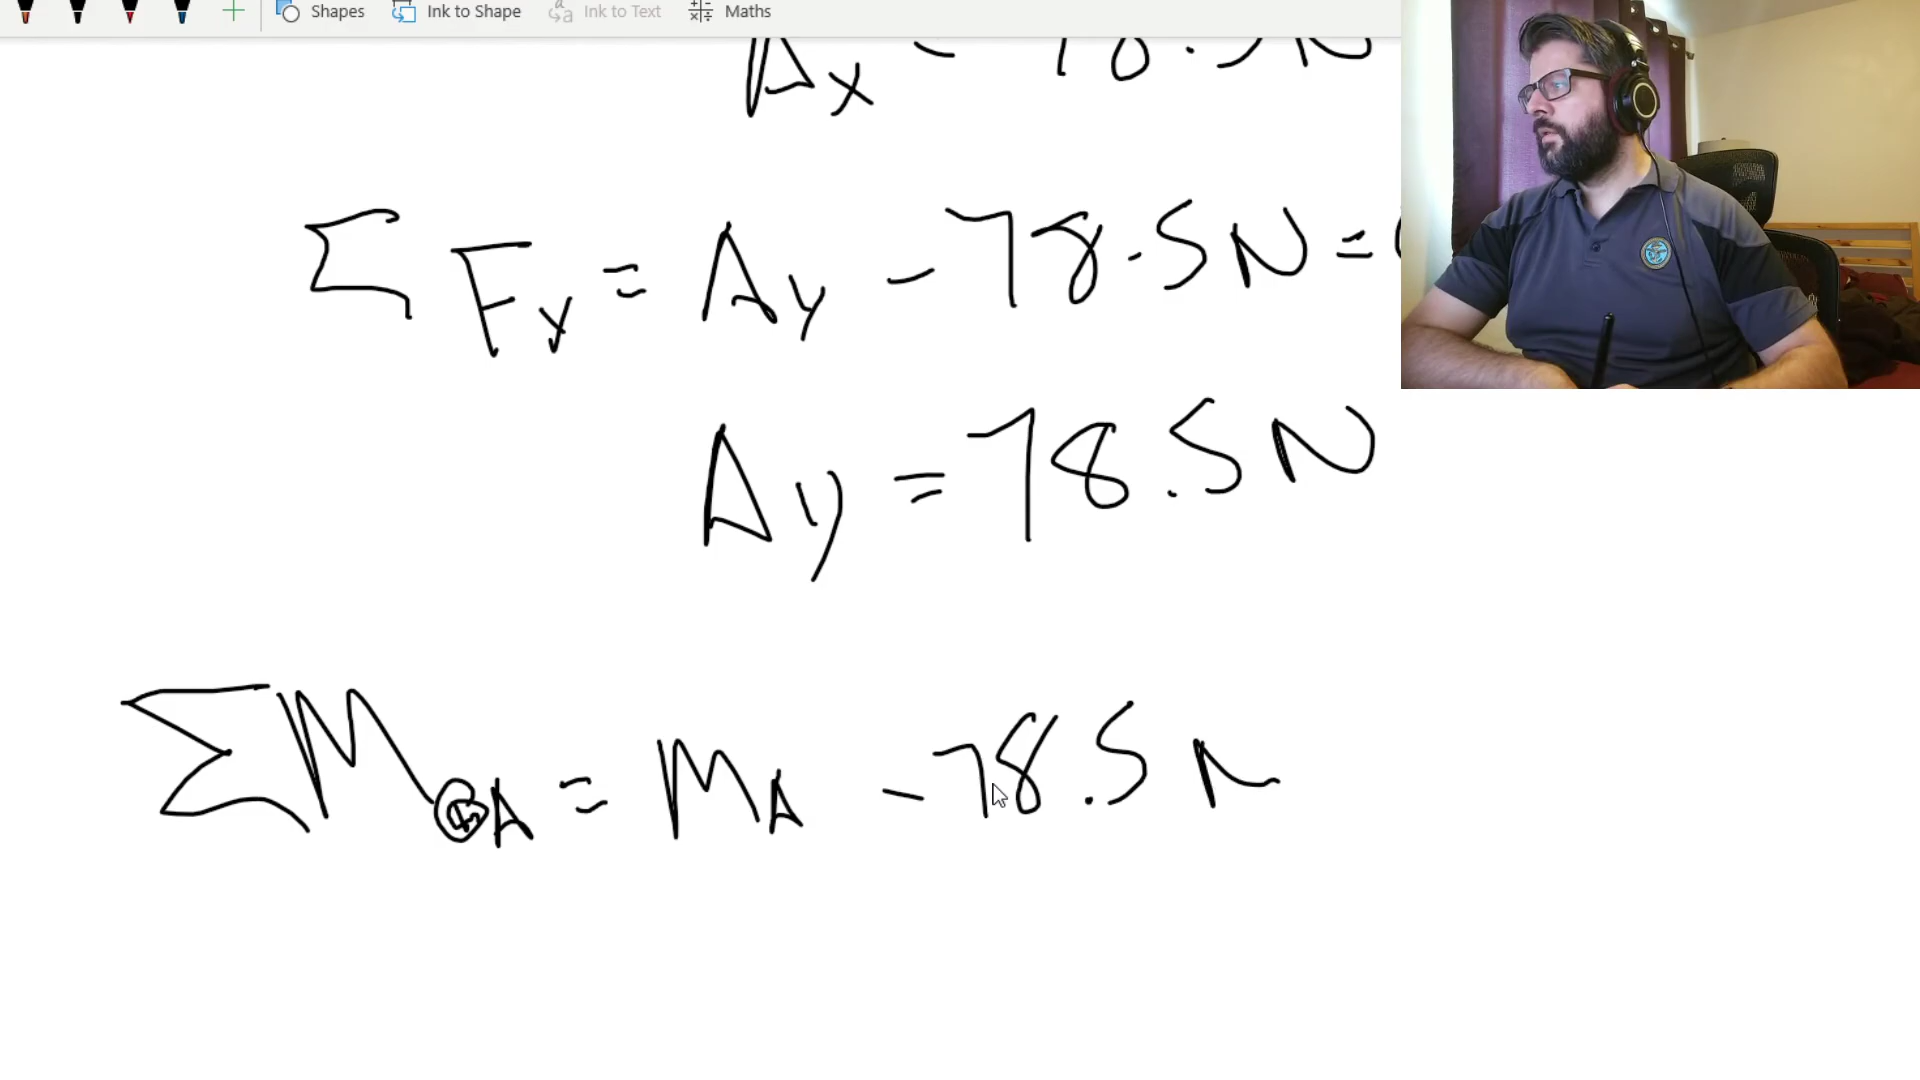 Shapes Ink to Shape Ink to Text Maths
Ax = 78.5N
Σ Fy = Ay - 78.5N =
Ay = 78.5N
ΣM@A = MA - 78.5 N